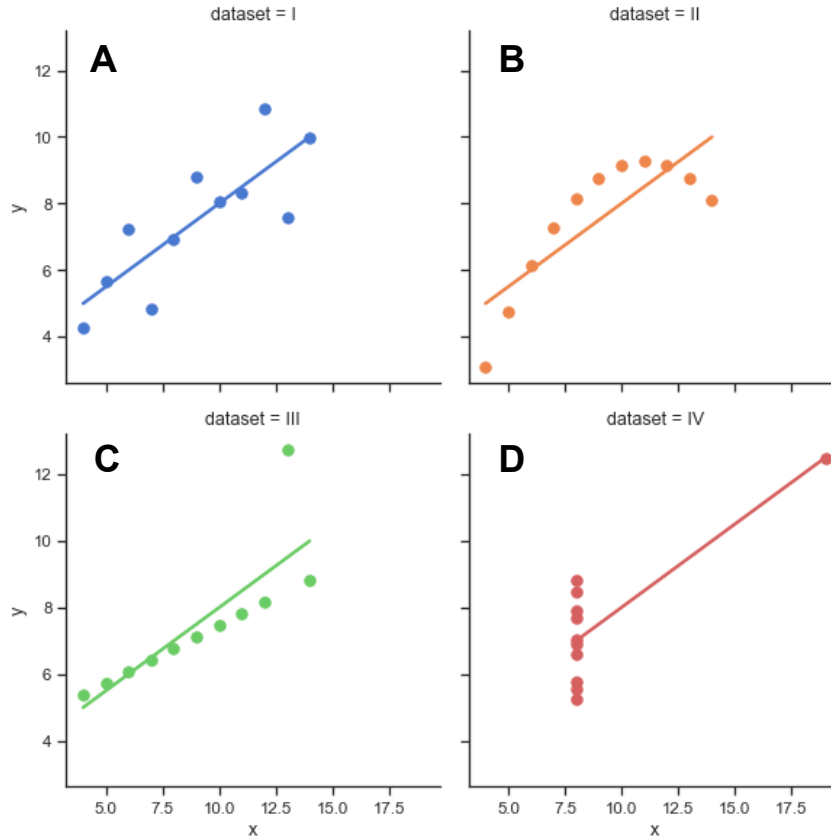 dataset = I
dataset = II
A
B
12
10
8
6
4
y
dataset = III
dataset = IV
C
D
12
10
8
6
4
y
5.0 7.5 10.0 12.5 15.0 17.5
5.0 7.5 10.0 12.5 15.0 17.5
x
x